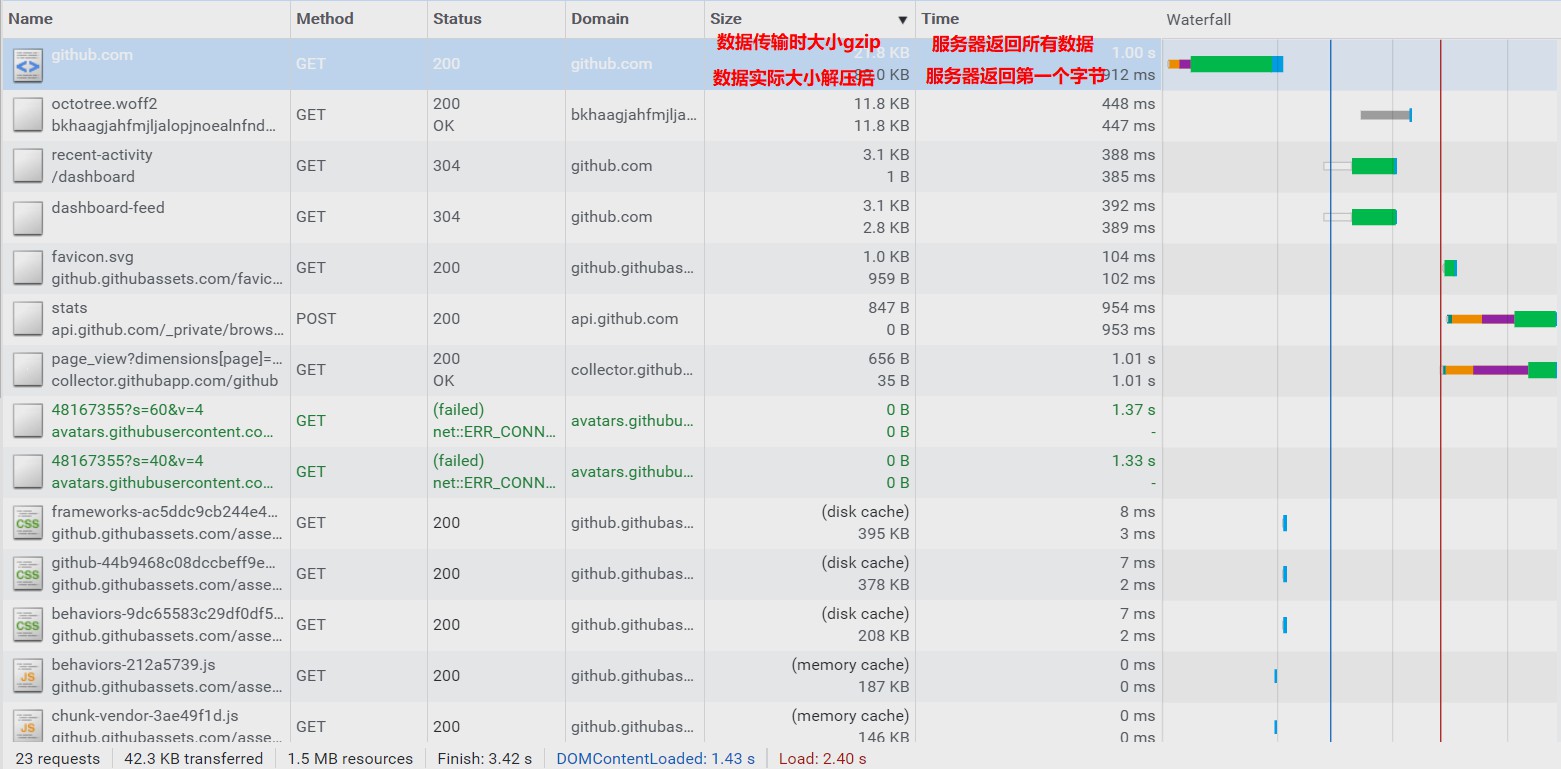 Name Method Status Domain Size ▼ Time Waterfall
github.com GET 200 github.com 数据传输时大小gzip 服务器返回所有数据 1.00 s
数据实际大小解压后 服务器返回第一个字节 912 ms
octotree.woff2 GET 200 bkhaagjahfmjlja… 11.8 KB 448 ms
bkhaagjahfmjljalopjnoealnfnd… OK 11.8 KB 447 ms
recent-activity GET 304 github.com 3.1 KB 388 ms
/dashboard 1 B 385 ms
dashboard-feed GET 304 github.com 3.1 KB 392 ms
2.8 KB 389 ms
favicon.svg GET 200 github.githubas… 1.0 KB 104 ms
github.githubassets.com/favic… 959 B 102 ms
stats POST 200 api.github.com 847 B 954 ms
api.github.com/_private/brows… 0 B 953 ms
page_view?dimensions[page]=… GET 200 collector.github… 656 B 1.01 s
collector.githubapp.com/github OK 35 B 1.01 s
48167355?s=60&v=4 GET (failed) avatars.githubu… 0 B 1.37 s
avatars.githubusercontent.co… net::ERR_CONN… 0 B -
48167355?s=40&v=4 GET (failed) avatars.githubu… 0 B 1.33 s
avatars.githubusercontent.co… net::ERR_CONN… 0 B -
frameworks-ac5ddc9cb244e4… GET 200 github.githubas… (disk cache) 8 ms
github.githubassets.com/asse… 395 KB 3 ms
github-44b9468c08dccbeff9e… GET 200 github.githubas… (disk cache) 7 ms
github.githubassets.com/asse… 378 KB 2 ms
behaviors-9dc65583c29df0df5… GET 200 github.githubas… (disk cache) 7 ms
github.githubassets.com/asse… 208 KB 2 ms
behaviors-212a5739.js GET 200 github.githubas… (memory cache) 0 ms
github.githubassets.com/asse… 187 KB 0 ms
chunk-vendor-3ae49f1d.js GET 200 github.githubas… (memory cache) 0 ms
github.githubassets.com/asse… 146 KB 0 ms
23 requests 42.3 KB transferred 1.5 MB resources Finish: 3.42 s DOMContentLoaded: 1.43 s Load: 2.40 s